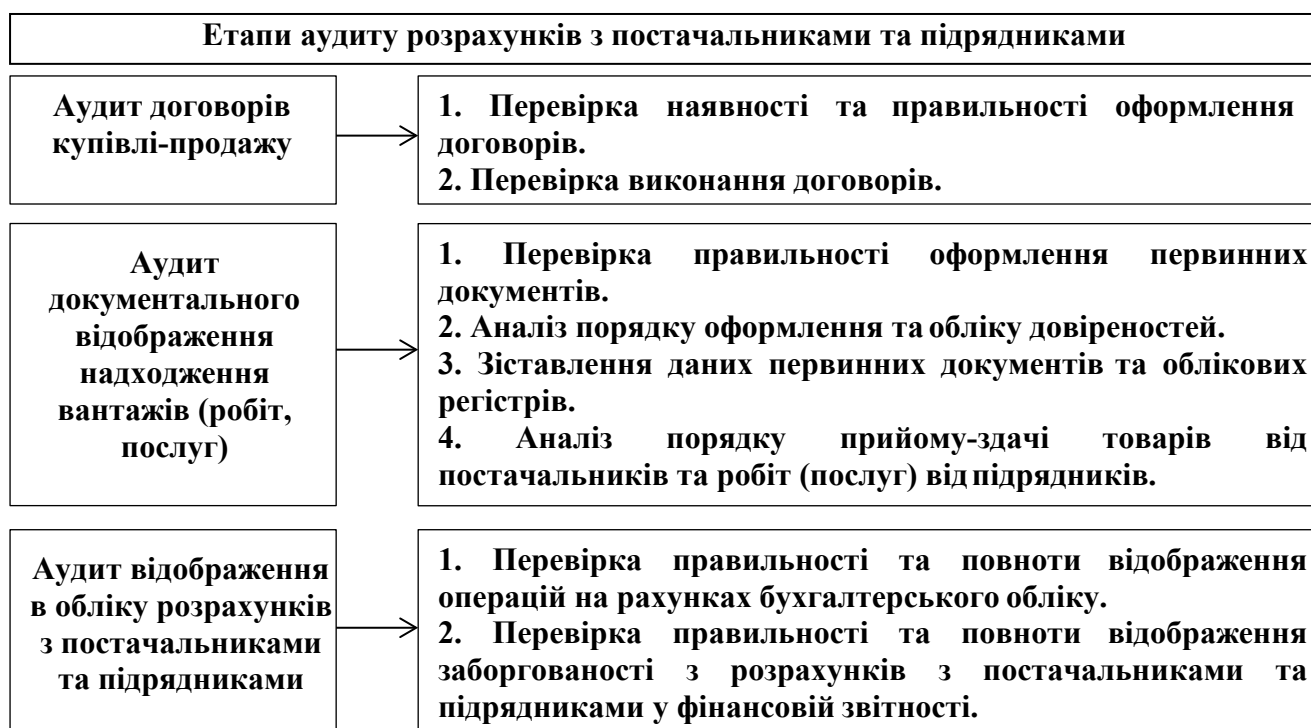 Етапи аудиту розрахунків з постачальниками та підрядниками
Аудит договорів
купівлі-продажу
1. Перевірка наявності та правильності оформлення
договорів.
2. Перевірка виконання договорів.
Аудит
документального
відображення
надходження
вантажів (робіт,
послуг)
1. Перевірка правильності оформлення первинних
документів.
2. Аналіз порядку оформлення та обліку довіреностей.
3. Зіставлення даних первинних документів та облікових
регістрів.
4. Аналіз порядку прийому-здачі товарів від
постачальників та робіт (послуг) від підрядників.
Аудит відображення
в обліку розрахунків
з постачальниками
та підрядниками
1. Перевірка правильності та повноти відображення
операцій на рахунках бухгалтерського обліку.
2. Перевірка правильності та повноти відображення
заборгованості з розрахунків з постачальниками та
підрядниками у фінансовій звітності.